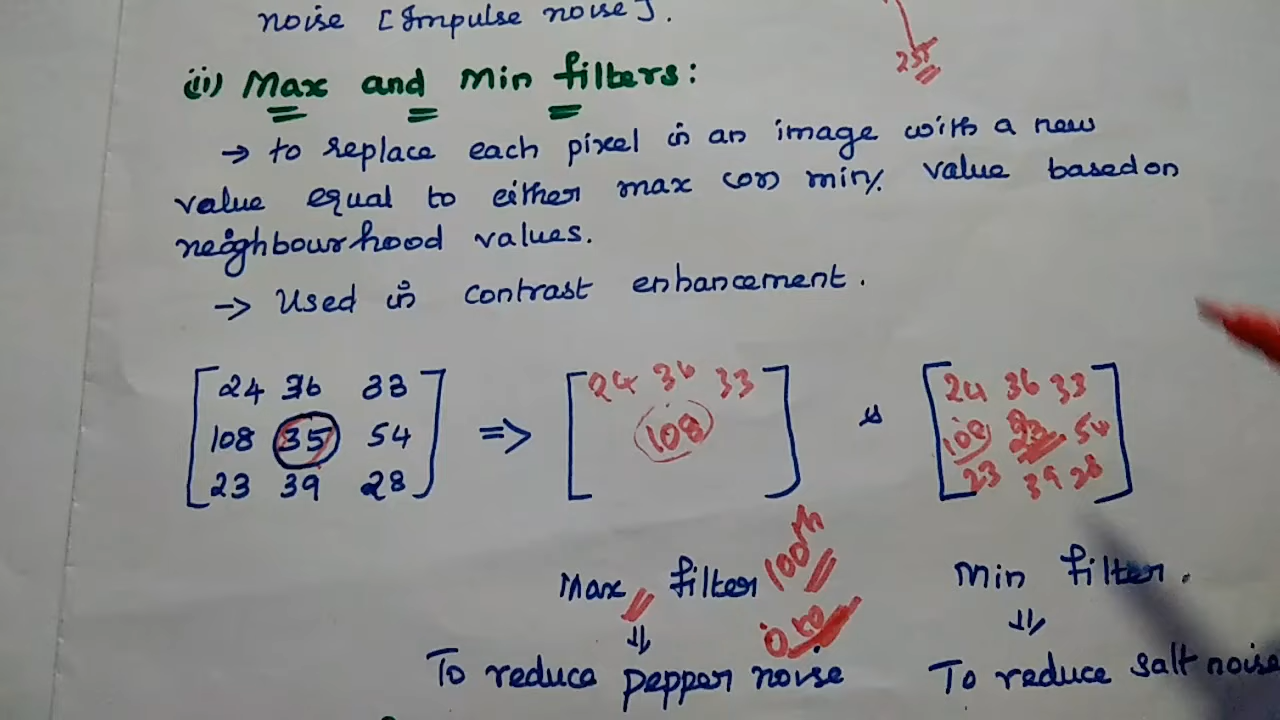 noise [Impulse noise].
255
(ii) Max and Min filters:
→ to replace each pixel in an image with a new
value equal to either max (or) min. value based on
neighbourhood values.
→ Used in contrast enhancement.
24 36 33
108 35 54
23 39 28
⇒
24 36 33
108
24 36 33
108 23 54
23 39 28
Max filter 100th
Min filter.
⇓ 0th
⇓
To reduce pepper noise
To reduce salt noise